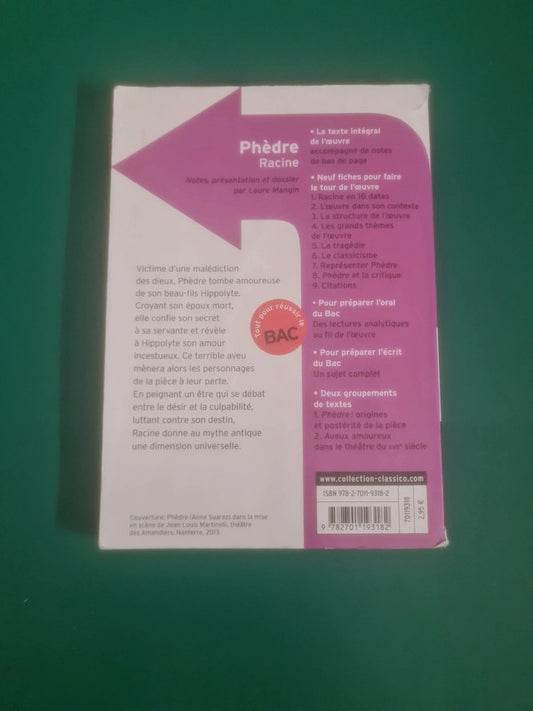 Phèdre
Racine
Notes, présentation et dossier
par Laure Mangin
Victime d'une malédiction
des dieux, Phèdre tombe amoureuse
de son beau-fils Hippolyte.
Croyant son époux mort,
elle confie son secret
à sa servante et révèle
à Hippolyte son amour
incestueux. Ce terrible aveu
mènera alors les personnages
de la pièce à leur perte.
En peignant un être qui se débat
entre le désir et la culpabilité,
luttant contre son destin,
Racine donne au mythe antique
une dimension universelle.
Tout pour réussir le
BAC
Couverture: Phèdre (Anne Suarez) dans la mise
en scène de Jean-Louis Martinelli, théâtre
des Amandiers, Nanterre, 2013.
• Le texte intégral
de l'œuvre
accompagné de notes
de bas de page
• Neuf fiches pour faire
le tour de l'œuvre
1. Racine en 16 dates
2. L'œuvre dans son contexte
3. La structure de l'œuvre
4. Les grands thèmes
de l'œuvre
5. La tragédie
6. Le classicisme
7. Représenter Phèdre
8. Phèdre et la critique
9. Citations
• Pour préparer l'oral
du Bac
Des lectures analytiques
au fil de l'œuvre
• Pour préparer l'écrit
du Bac
Un sujet complet
• Deux groupements
de textes
1. Phèdre: origines
et postérité de la pièce
2. Aveux amoureux
dans le théâtre du XVIIe siècle
www.collection-classico.com
ISBN 978-2-7011-9318-2
9 782701 193182
70119318
2,95 €